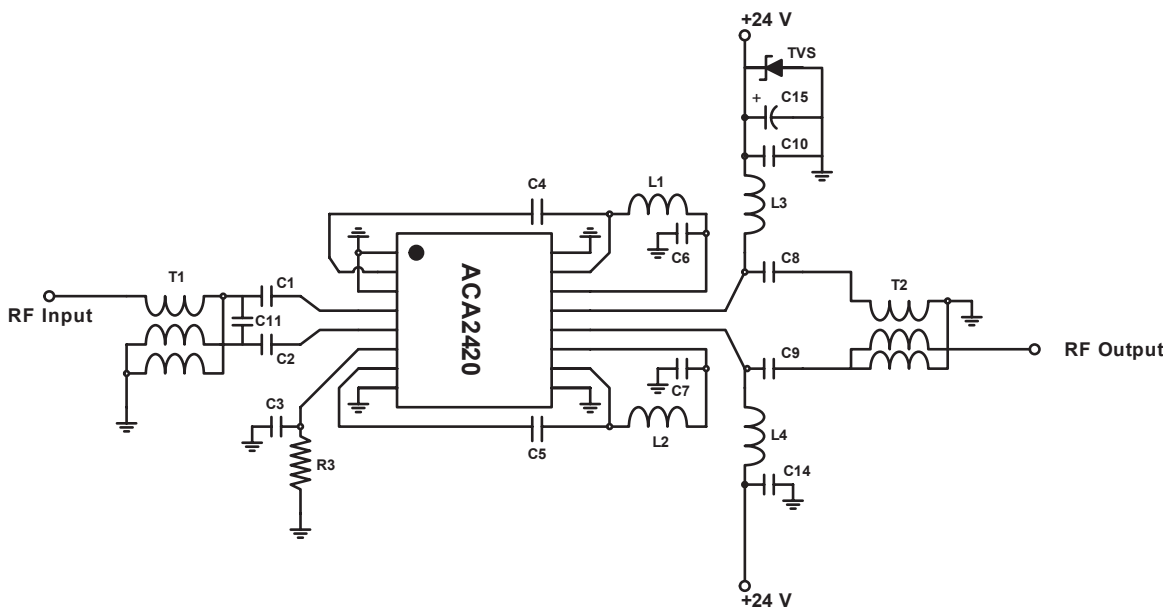 +24 V
TVS
+
C15
C10
C4
L1
L3
C6
C8
T1
C1
ACA2420
T2
RF Input
C11
C2
C9
RF Output
C7
C3
L4
L2
C5
R3
C14
+24 V